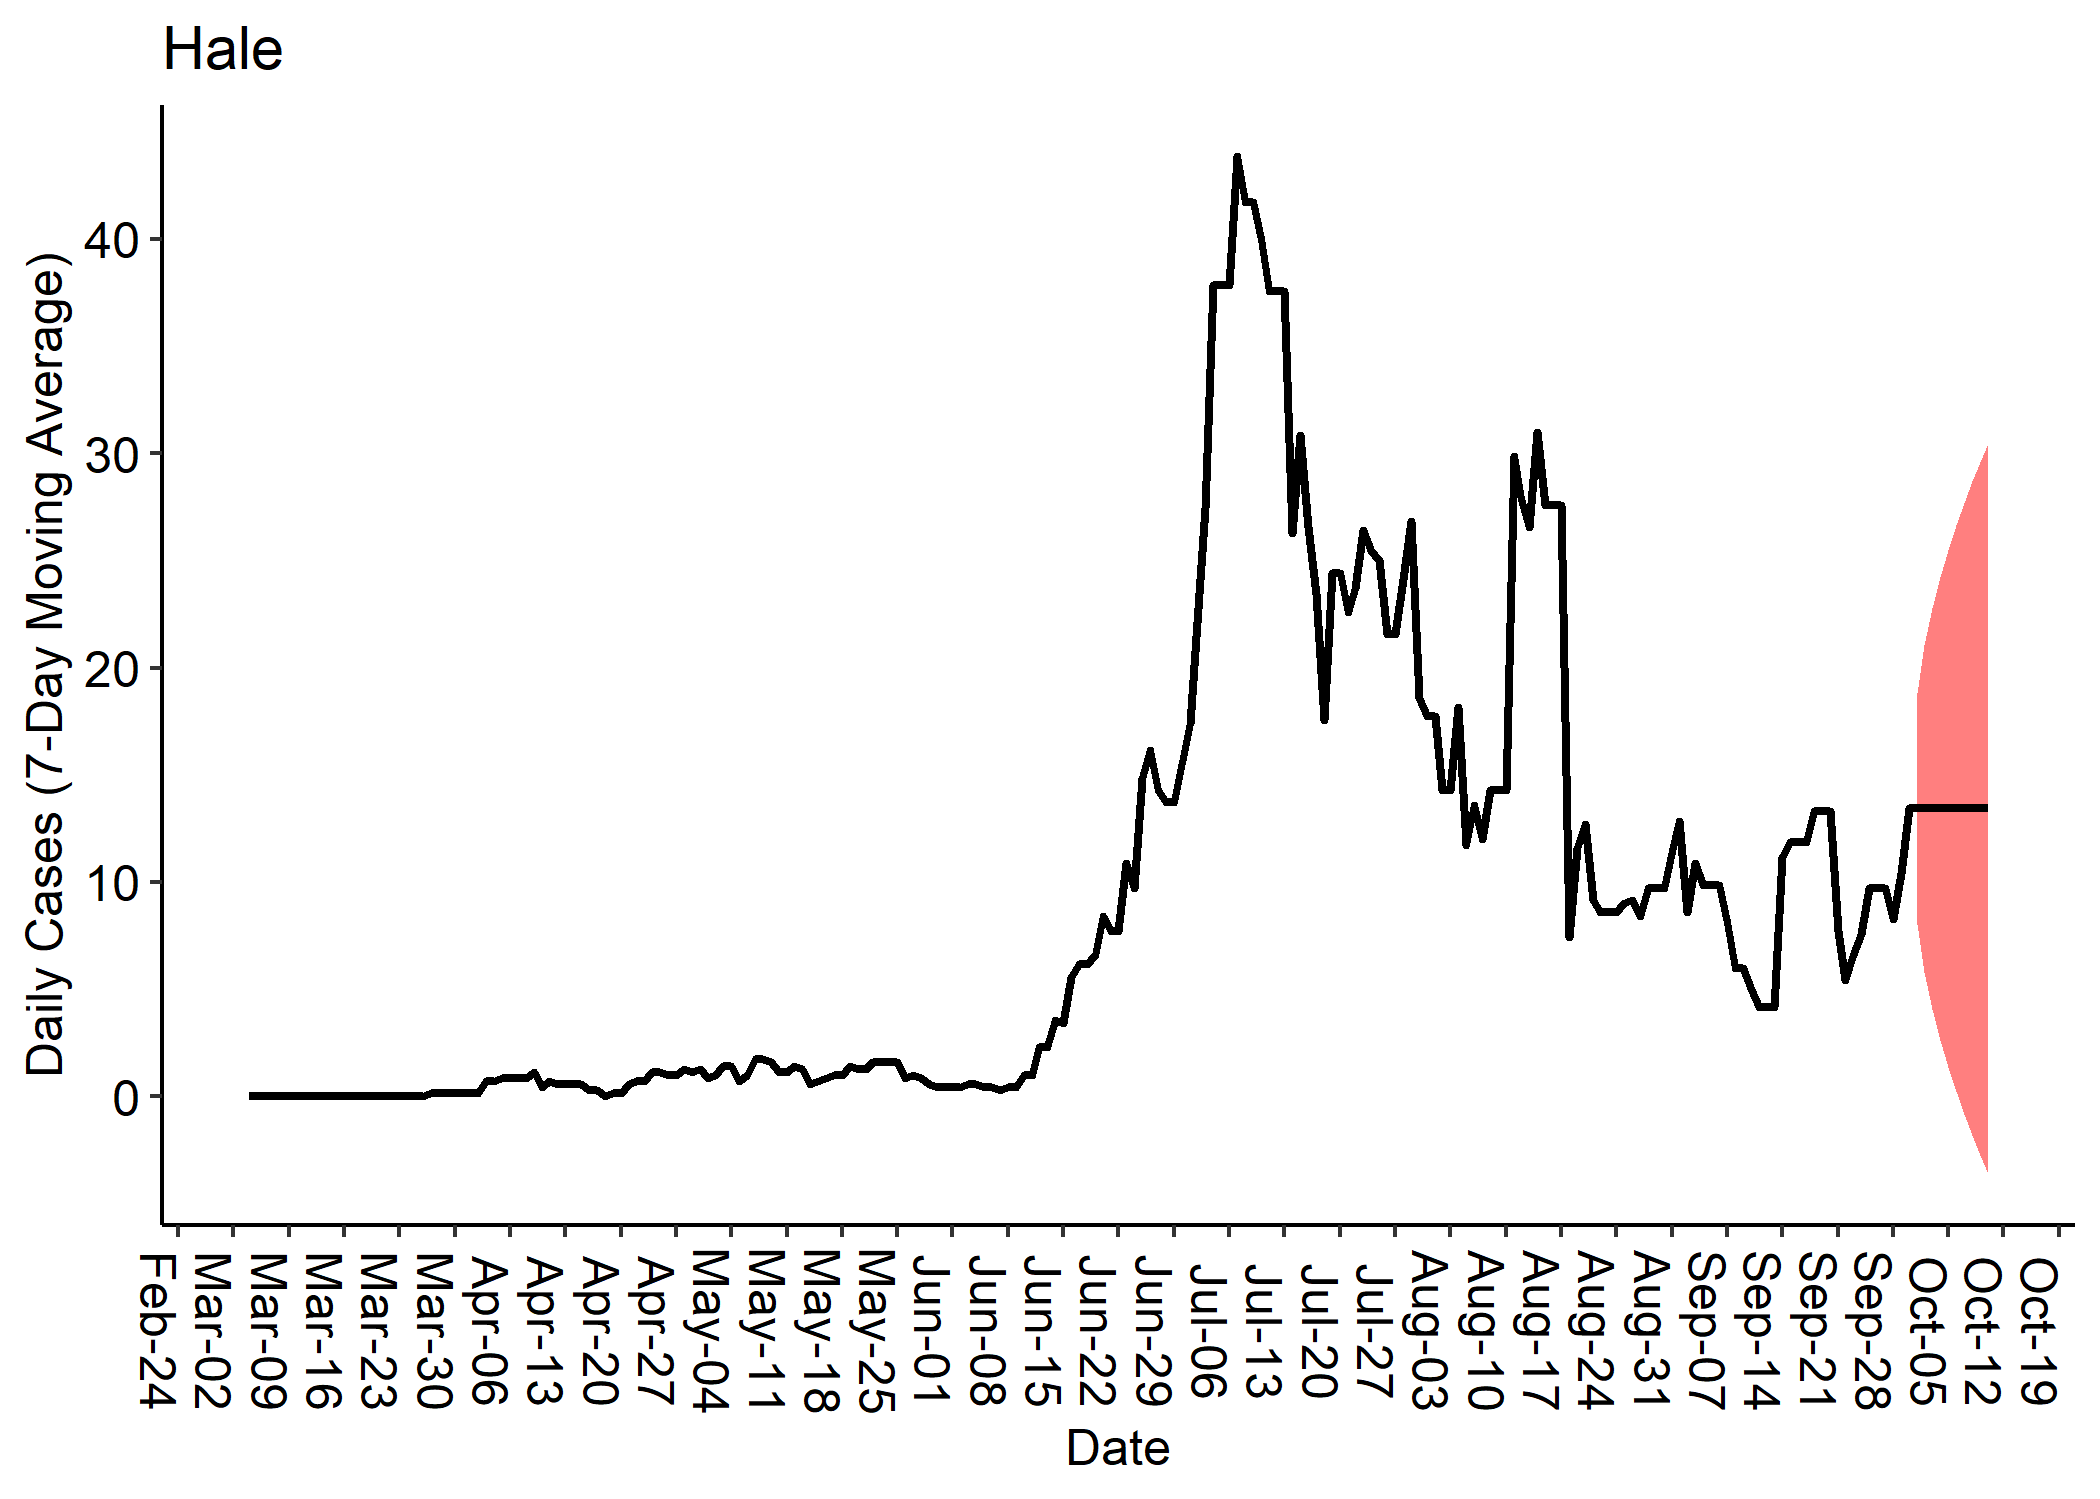 Hale
Daily Cases (7-Day Moving Average)
40
30
20
10
0
Feb-24
Mar-02
Mar-09
Mar-16
Mar-23
Mar-30
Apr-06
Apr-13
Apr-20
Apr-27
May-04
May-11
May-18
May-25
Jun-01
Jun-08
Jun-15
Jun-22
Jun-29
Jul-06
Jul-13
Jul-20
Jul-27
Aug-03
Aug-10
Aug-17
Aug-24
Aug-31
Sep-07
Sep-14
Sep-21
Sep-28
Oct-05
Oct-12
Oct-19
Date